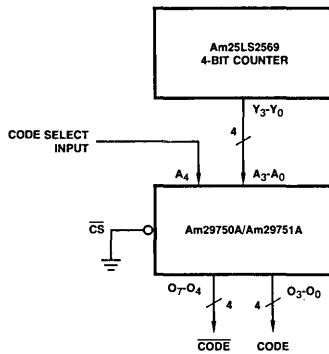 Am25LS2569
4-BIT COUNTER
Y3-Y0
CODE SELECT
INPUT
4
A4
A3-A0
CS
Am29750A/Am29751A
O7-O4
O3-O0
4
4
CODE
CODE